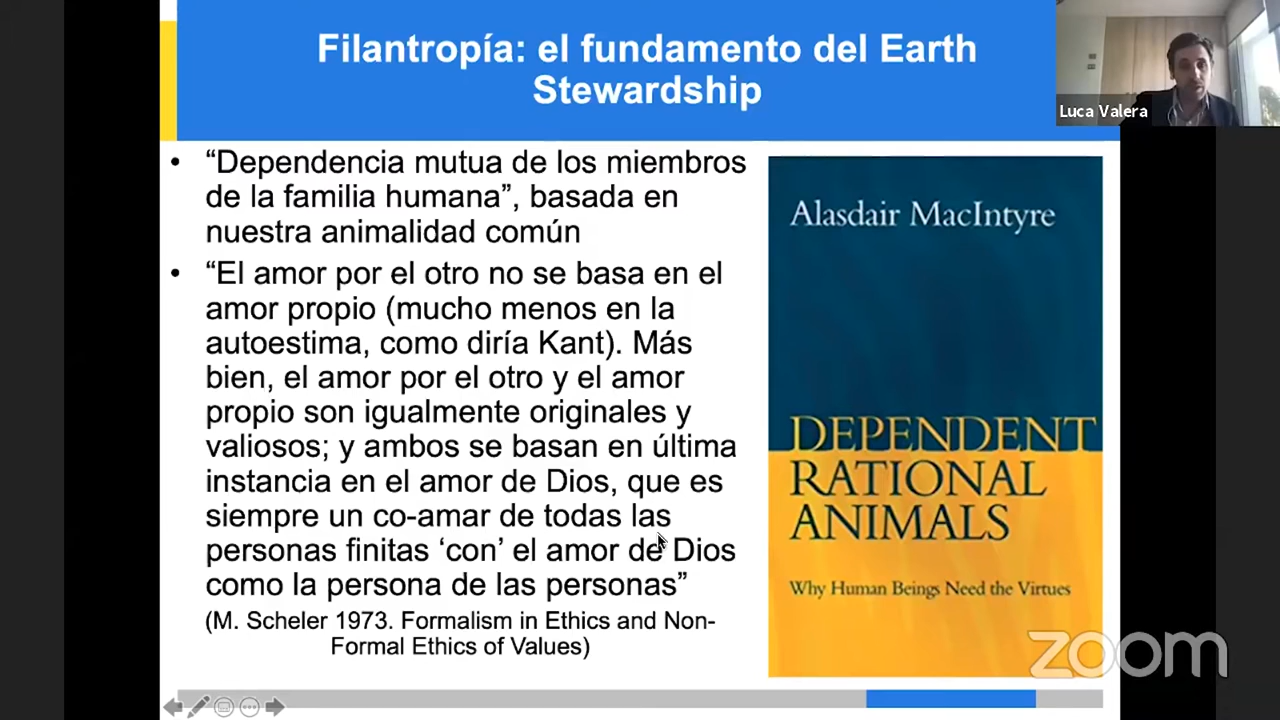 Filantropía: el fundamento del Earth
Stewardship
Luca Valera
• “Dependencia mutua de los miembros
de la familia humana”, basada en
nuestra animalidad común
• “El amor por el otro no se basa en el
amor propio (mucho menos en la
autoestima, como diría Kant). Más
bien, el amor por el otro y el amor
propio son igualmente originales y
valiosos; y ambos se basan en última
instancia en el amor de Dios, que es
siempre un co-amar de todas las
personas finitas ‘con’ el amor de Dios
como la persona de las personas”
(M. Scheler 1973. Formalism in Ethics and Non-
Formal Ethics of Values)
Alasdair MacIntyre
DEPENDENT
RATIONAL
ANIMALS
Why Human Beings Need the Virtues
zoom